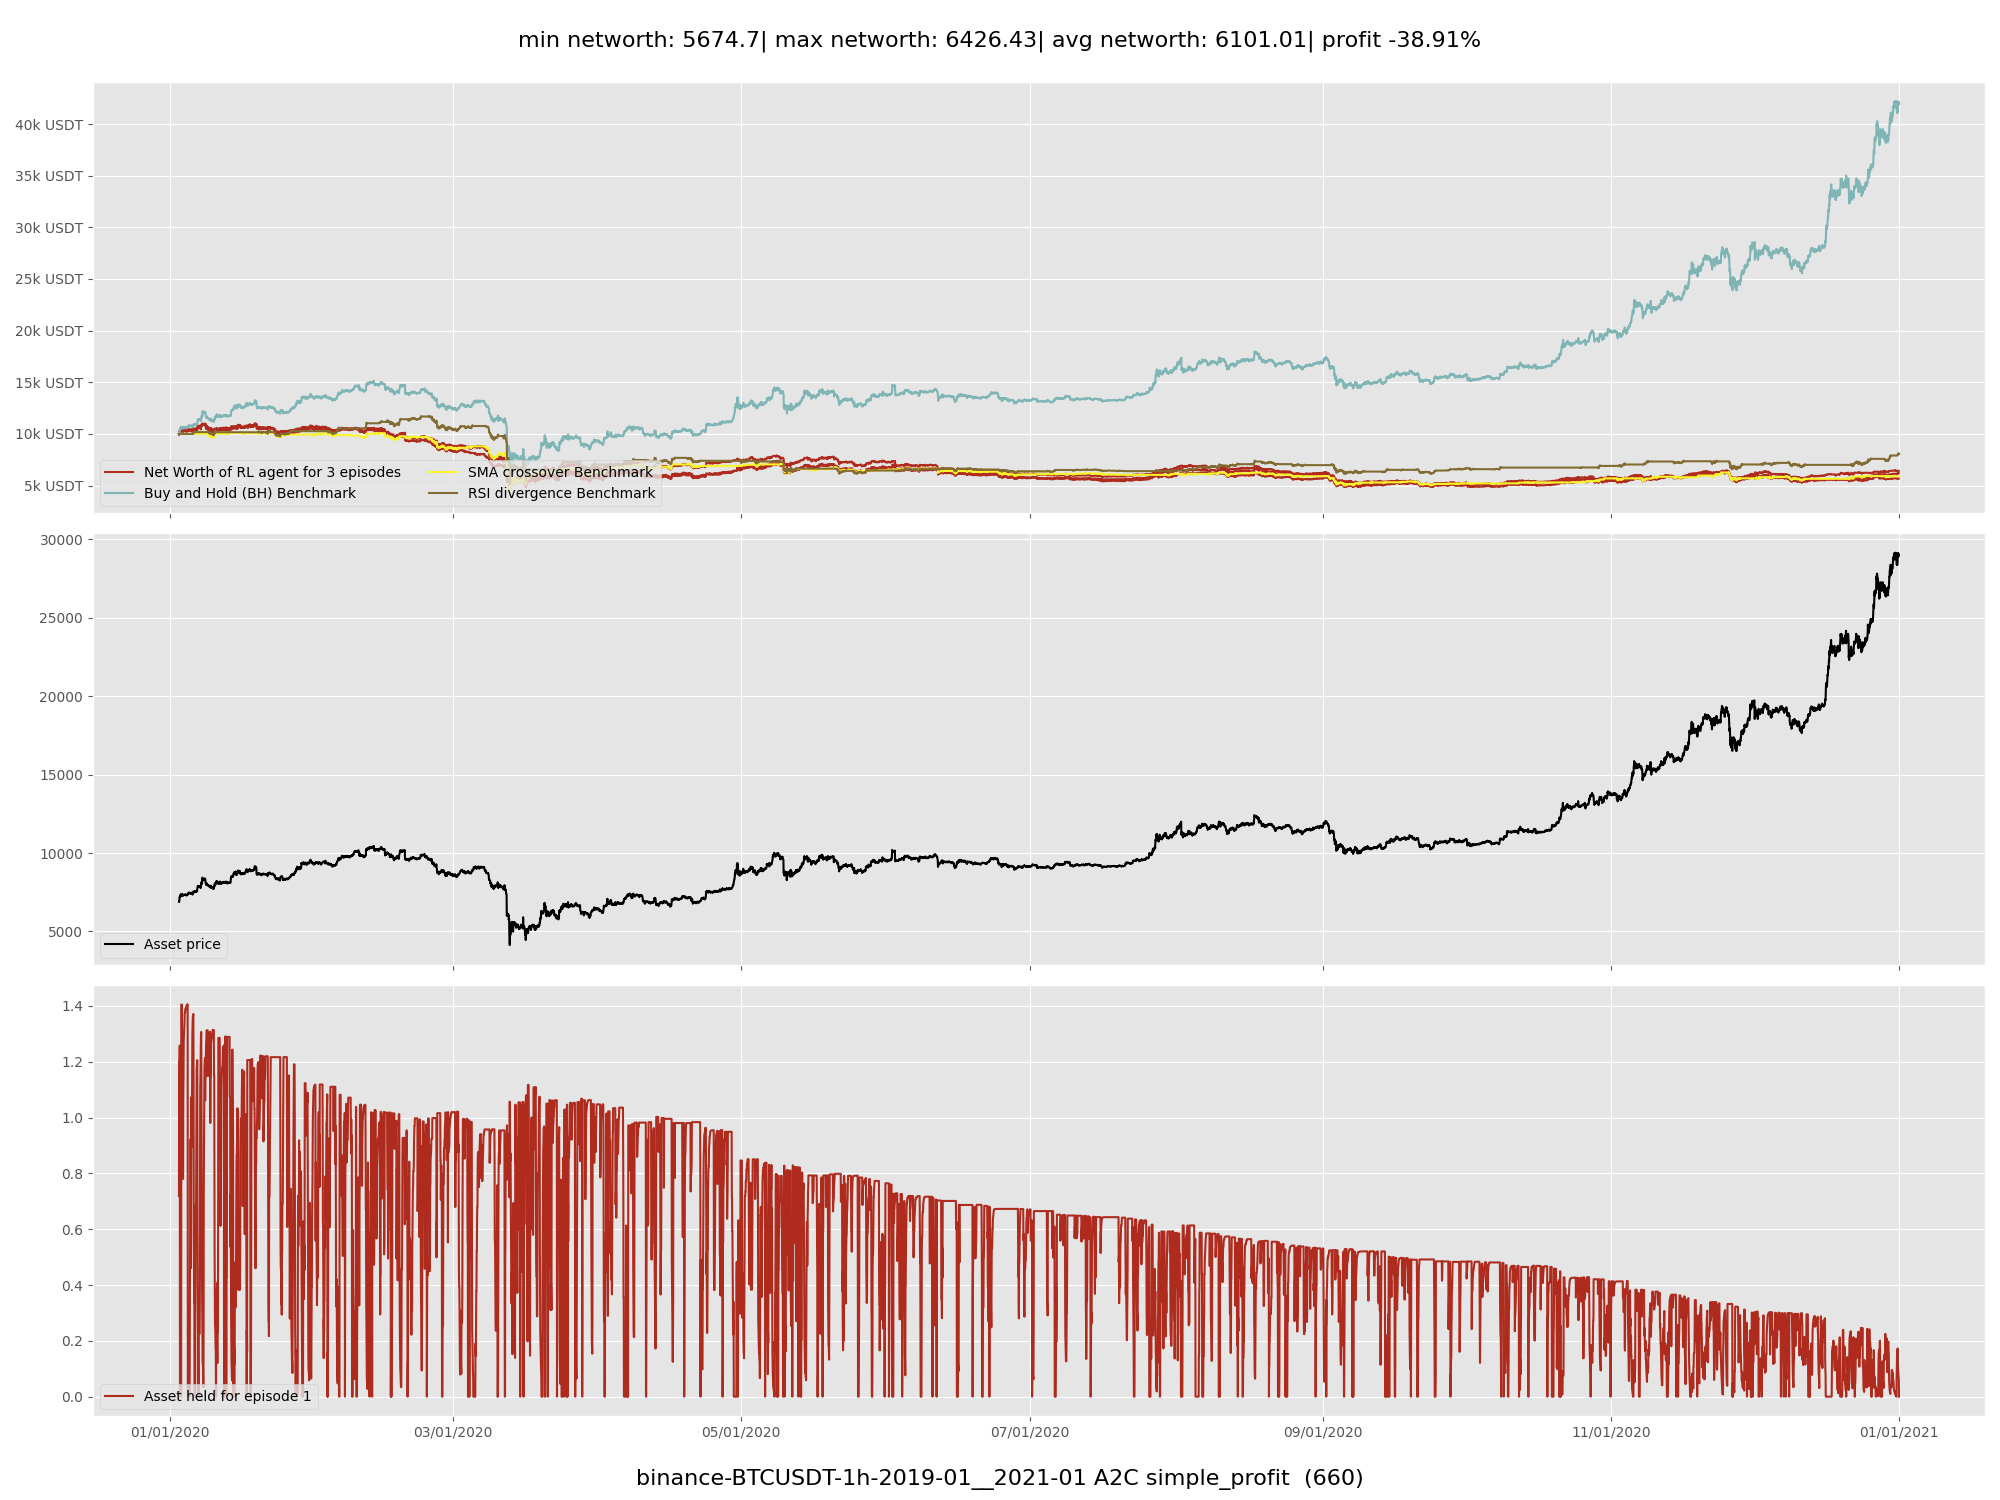 min networth: 5674.7| max networth: 6426.43| avg networth: 6101.01| profit -38.91%
40k USDT
35k USDT
30k USDT
25k USDT
20k USDT
15k USDT
10k USDT
5k USDT
Net Worth of RL agent for 3 episodes
Buy and Hold (BH) Benchmark
SMA crossover Benchmark
RSI divergence Benchmark
30000
25000
20000
15000
10000
5000
Asset price
1.4
1.2
1.0
0.8
0.6
0.4
0.2
0.0
Asset held for episode 1
01/01/2020
03/01/2020
05/01/2020
07/01/2020
09/01/2020
11/01/2020
01/01/2021
binance-BTCUSDT-1h-2019-01__2021-01 A2C simple_profit  (660)